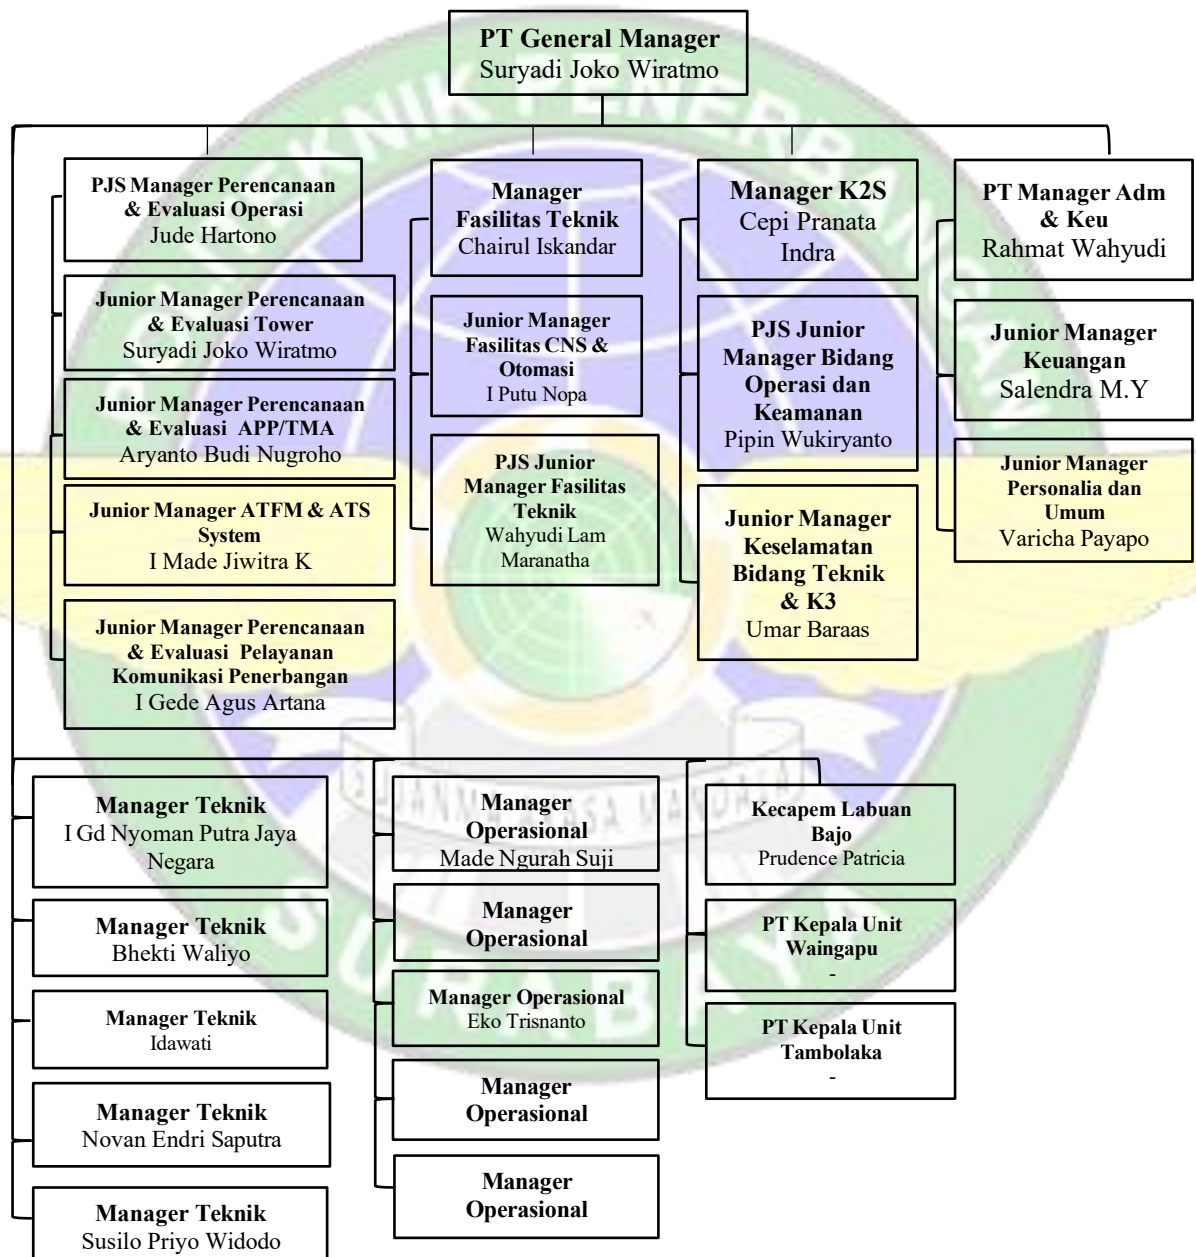 PT General Manager
Suryadi Joko Wiratmo
PJS Manager Perencanaan
& Evaluasi Operasi
Jude Hartono
Junior Manager Perencanaan
& Evaluasi Tower
Suryadi Joko Wiratmo
Junior Manager Perencanaan
& Evaluasi APP/TMA
Aryanto Budi Nugroho
Junior Manager ATFM & ATS
System
I Made Jiwitra K
Junior Manager Perencanaan
& Evaluasi Pelayanan
Komunikasi Penerbangan
I Gede Agus Artana
Manager
Fasilitas Teknik
Chairul Iskandar
Junior Manager
Fasilitas CNS &
Otomasi
I Putu Nopa
PJS Junior
Manager Fasilitas
Teknik
Wahyudi Lam
Maranatha
Manager K2S
Cepi Pranata
Indra
PJS Junior
Manager Bidang
Operasi dan
Keamanan
Pipin Wukiryanto
Junior Manager
Keselamatan
Bidang Teknik
& K3
Umar Baraas
PT Manager Adm
& Keu
Rahmat Wahyudi
Junior Manager
Keuangan
Salendra M.Y
Junior Manager
Personalia dan
Umum
Varicha Payapo
Manager Teknik
I Gd Nyoman Putra Jaya
Negara
Manager Teknik
Bhekti Waliyo
Manager Teknik
Idawati
Manager Teknik
Novan Endri Saputra
Manager Teknik
Susilo Priyo Widodo
Manager
Operasional
Made Ngurah Suji
Manager
Operasional
Manager Operasional
Eko Trisnanto
Manager
Operasional
Manager
Operasional
Kecapem Labuan
Bajo
Prudence Patricia
PT Kepala Unit
Waingapu
-
PT Kepala Unit
Tambolaka
-
TEKNIK PENERBANGAN
SURABAYA